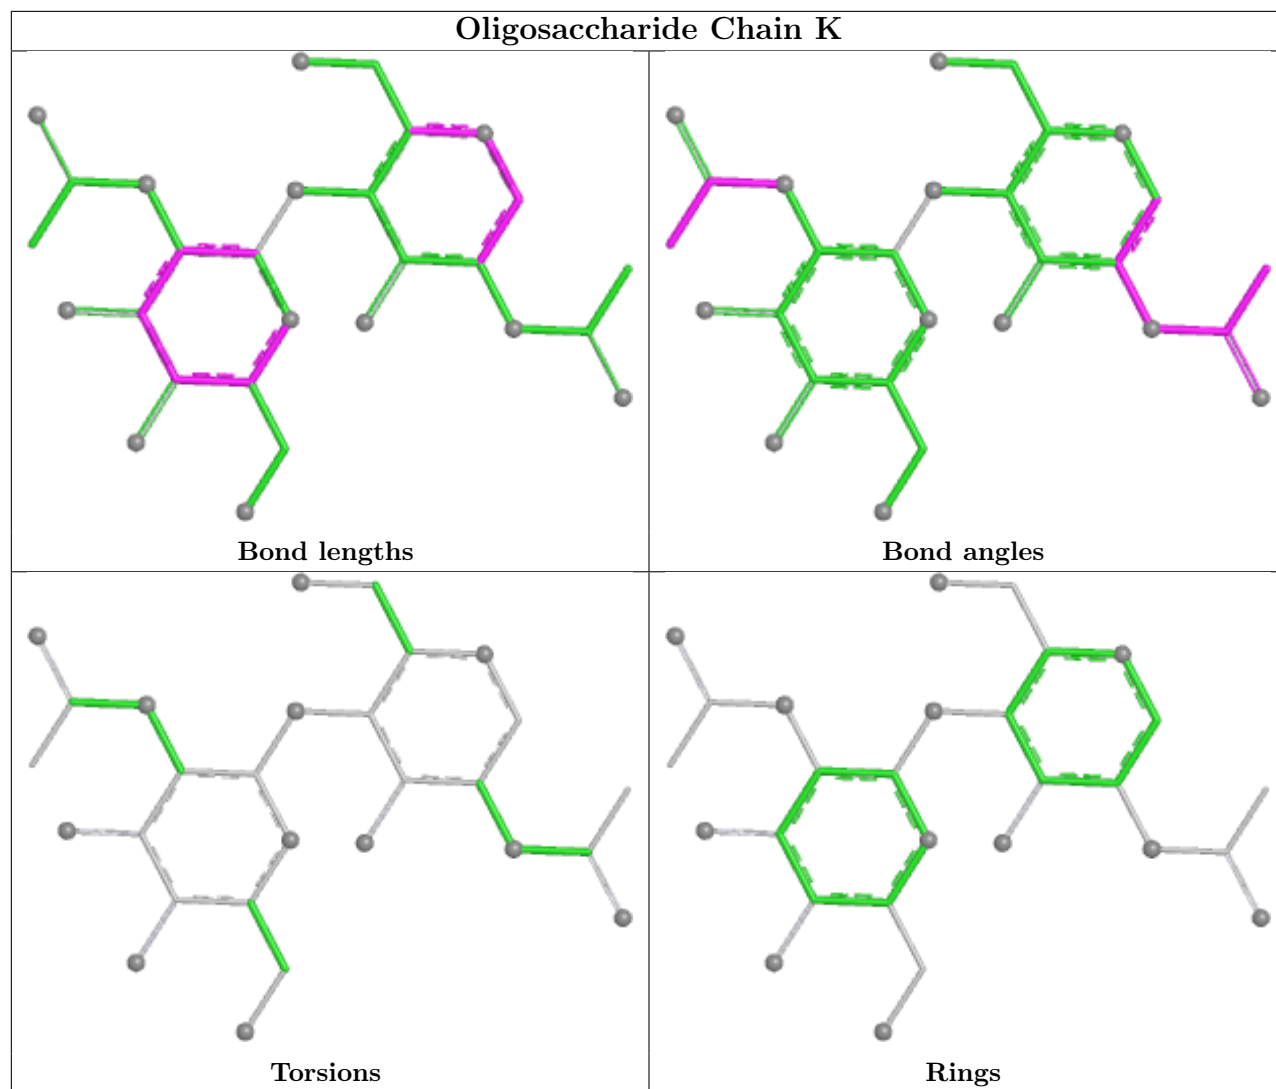 Oligosaccharide Chain K
Bond lengths
Bond angles
Torsions
Rings